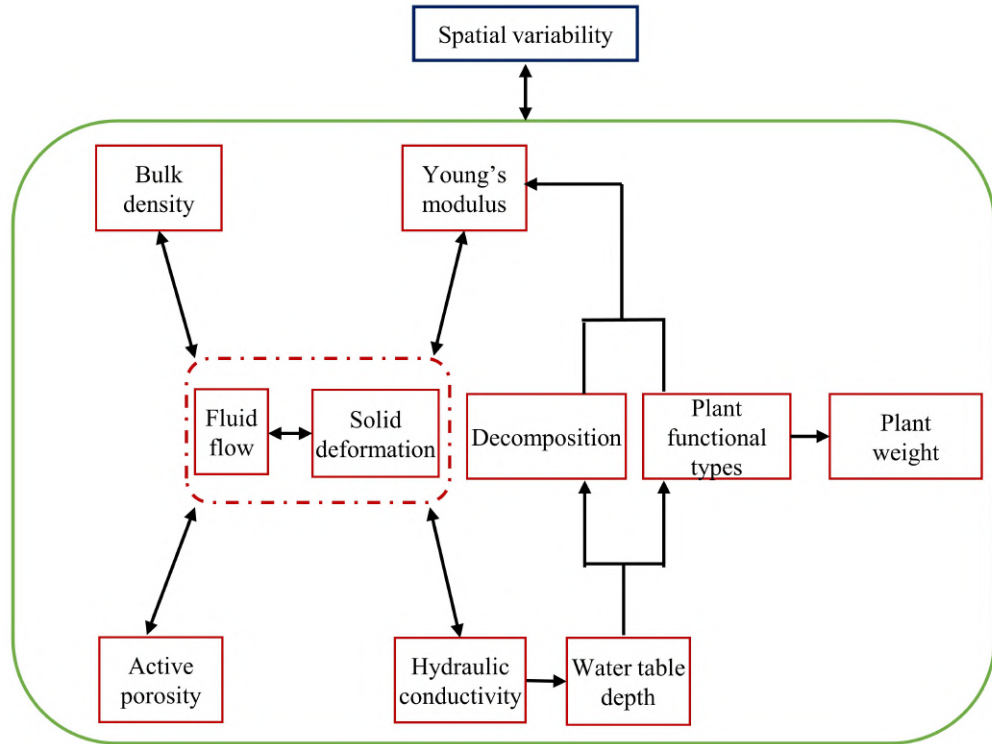 Spatial variability
Bulk
density
Young's
modulus
Fluid
flow
Solid
deformation
Decomposition
Plant
functional
types
Plant
weight
Active
porosity
Hydraulic
conductivity
Water table
depth